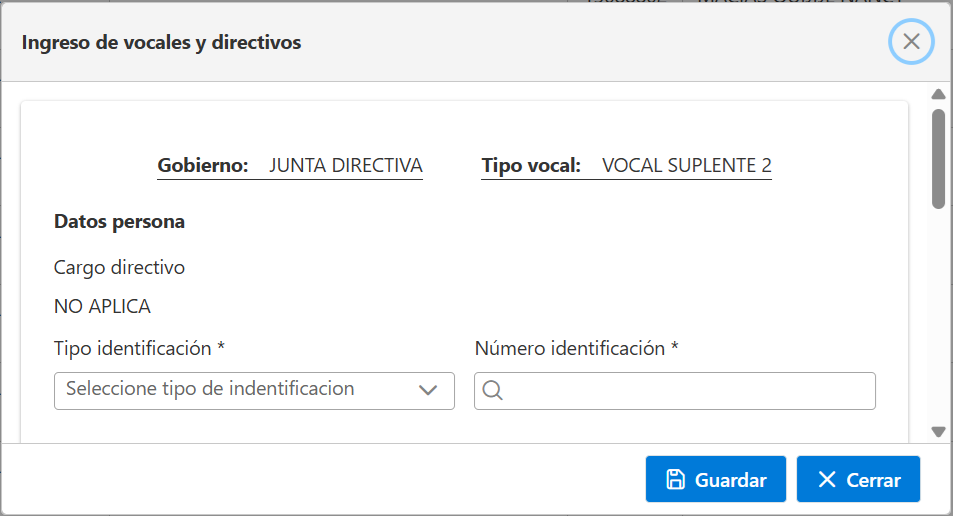 Ingreso de vocales y directivos
Gobierno: JUNTA DIRECTIVA Tipo vocal: VOCAL SUPLENTE 2
Datos persona
Cargo directivo
NO APLICA
Tipo identificación * Número identificación *
Seleccione tipo de indentificacion
Guardar Cerrar